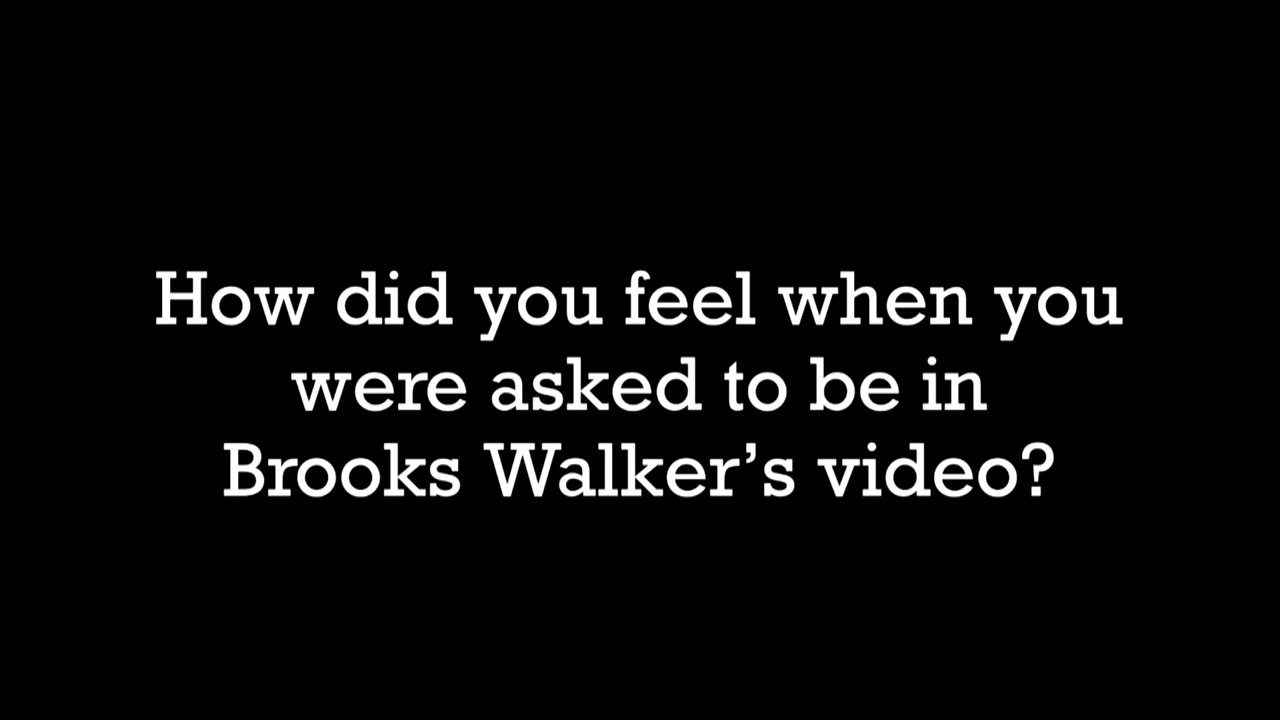 How did you feel when you
were asked to be in
Brooks Walker’s video?